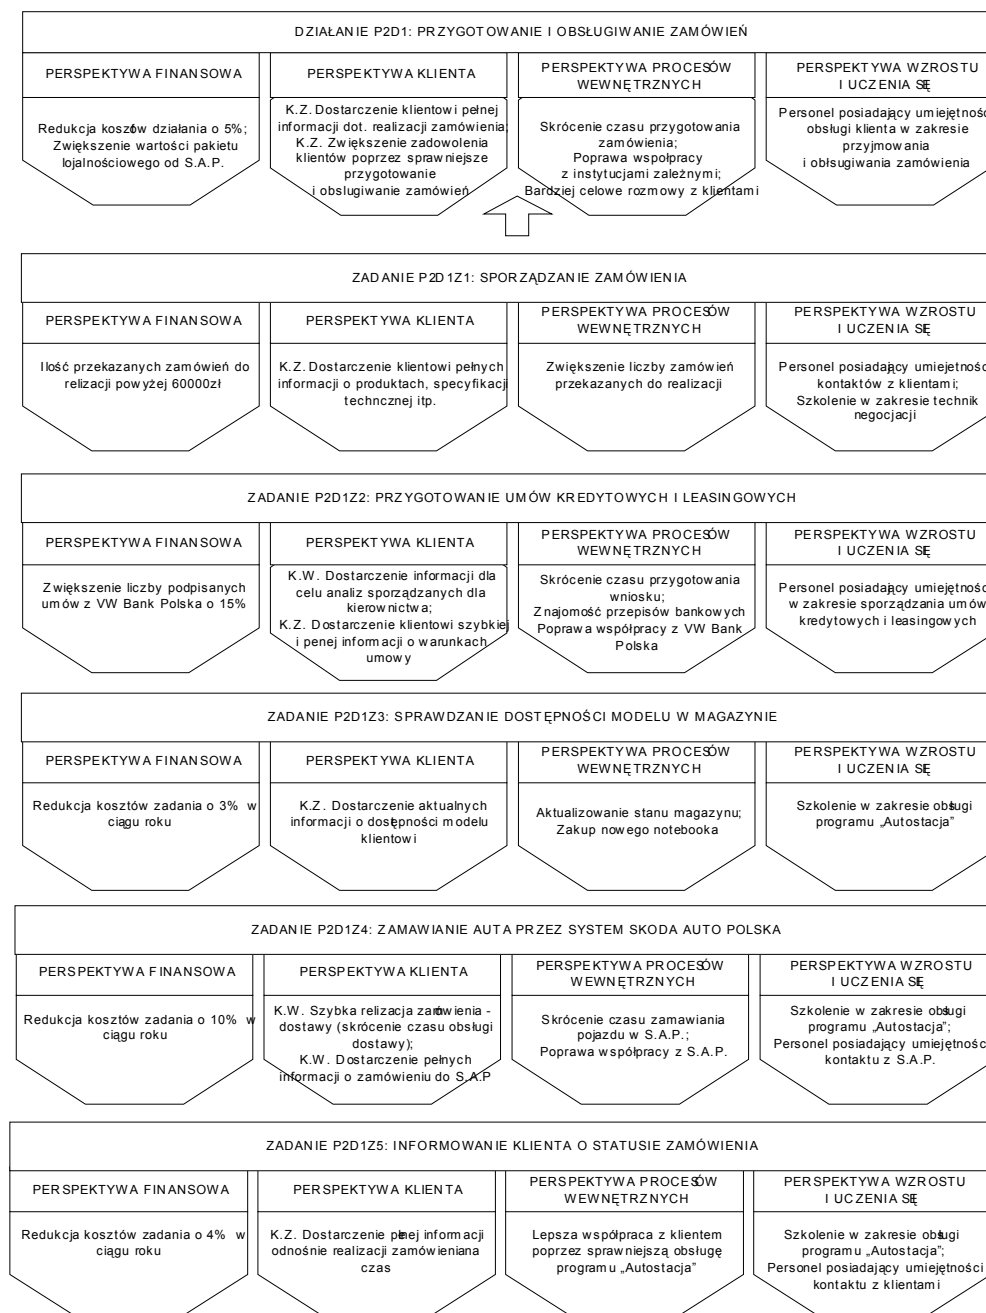 DZIAŁANIE P2D1: PRZYGOTOWANIE I OBSŁUGIWANIE ZAMÓWIEŃ
PERSPEKTYWA FINANSOWA
Redukcja kosztów działania o 5%;
Zwiększenie wartości pakietu
lojalnościowego od S.A.P.
PERSPEKTYWA KLIENTA
K.Z. Dostarczenie klientowi pełnej
informacji dot. realizacji zamówienia;
K.Z. Zwiększenie zadowolenia
klientów poprzez sprawniejsze
przygotowanie
i obslugiwanie zamówień
PERSPEKTYWA PROCESÓW
WEWNĘTRZNYCH
Skrócenie czasu przygotowania
zamówienia;
Poprawa wspołpracy
z instytucjami zależnymi;
Bardziej celowe rozmowy z klientami
PERSPEKTYWA WZROSTU
I UCZENIA SIĘ
Personel posiadający umiejętnośc
obsługi klienta w zakresie
przyjmowania
i obłsugiwania zamówienia
ZADANIE P2D1Z1: SPORZĄDZANIE ZAMÓWIENIA
PERSPEKTYWA FINANSOWA
Ilość przekazanych zamówień do
relizacji powyżej 60000zł
PERSPEKTYWA KLIENTA
K.Z. Dostarczenie klientowi pełnych
informacji o produktach, specyfikacji
techncznej itp.
PERSPEKTYWA PROCESÓW
WEWNĘTRZNYCH
Zwiększenie liczby zamówień
przekazanych do realizacji
PERSPEKTYWA WZROSTU
I UCZENIA SIĘ
Personel posiadający umiejetnośc
kontaktów z klientami;
Szkolenie w zakresie technik
negocjacji
ZADANIE P2D1Z2: PRZYGOTOWANIE UMÓW KREDYTOWYCH I LEASINGOWYCH
PERSPEKTYWA FINANSOWA
Zwiększenie liczby podpisanych
umów z VW Bank Polska o 15%
PERSPEKTYWA KLIENTA
K.W. Dostarczenie informacji dla
celu analiz sporządzanych dla
kierownictwa;
K.Z. Dostarczenie klientowi szybkiej
i penej informacji o warunkach
umowy
PERSPEKTYWA PROCESÓW
WEWNĘTRZNYCH
Skrócenie czasu przygotowania
wniosku;
Znajomość przepisów bankowych
Poprawa współpracy z VW Bank
Polska
PERSPEKTYWA WZROSTU
I UCZENIA SIĘ
Personel posiadający umiejętnośc
w zakresie sporządzania umów
kredytowych i leasingowych
ZADANIE P2D1Z3: SPRAWDZANIE DOSTĘPNOŚCI MODELU W MAGAZYNIE
PERSPEKTYWA FINANSOWA
Redukcja kosztów zadania o 3% w
ciągu roku
PERSPEKTYWA KLIENTA
K.Z. Dostarczenie aktualnych
informacji o dostępności modelu
klientowi
PERSPEKTYWA PROCESÓW
WEWNĘTRZNYCH
Aktualizowanie stanu magazynu;
Zakup nowego notebooka
PERSPEKTYWA WZROSTU
I UCZENIA SIĘ
Szkolenie w zakresie obsługi
programu „Autostacja”
ZADANIE P2D1Z4: ZAMAWIANIE AUTA PRZEZ SYSTEM SKODA AUTO POLSKA
PERSPEKTYWA FINANSOWA
Redukcja kosztów zadania o 10% w
ciągu roku
PERSPEKTYWA KLIENTA
K.W. Szybka relizacja zamówienia -
dostawy (skrócenie czasu obsługi
dostawy);
K.W. Dostarczenie pełnych
informacji o zamówieniu do S.A.P
PERSPEKTYWA PROCESÓW
WEWNĘTRZNYCH
Skrócenie czasu zamawiania
pojazdu w S.A.P.;
Poprawa współpracy z S.A.P.
PERSPEKTYWA WZROSTU
I UCZENIA SIĘ
Szkolenie w zakresie obsługi
programu „Autostacja”;
Personel posiadający umiejętnośc
kontaktu z S.A.P.
ZADANIE P2D1Z5: INFORMOWANIE KLIENTA O STATUSIE ZAMÓWIENIA
PERSPEKTYWA FINANSOWA
Redukcja kosztów zadania o 4% w
ciągu roku
PERSPEKTYWA KLIENTA
K.Z. Dostarczenie pełnej informacji
odnośnie realizacji zamówieniana
czas
PERSPEKTYWA PROCESÓW
WEWNĘTRZNYCH
Lepsza współpraca z klientem
poprzez sprawniejszą obsługę
programu „Autostacja”
PERSPEKTYWA WZROSTU
I UCZENIA SIĘ
Szkolenie w zakresie obsługi
programu „Autostacja”;
Personel posiadający umiejętności
kontaktu z klientami